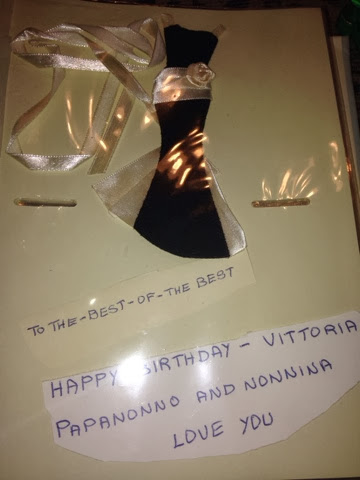 TO THE-BEST-OF-THE BEST
HAPPY BIRTHDAY - VITTORIA
PAPANONNO AND NONNINA
LOVE YOU